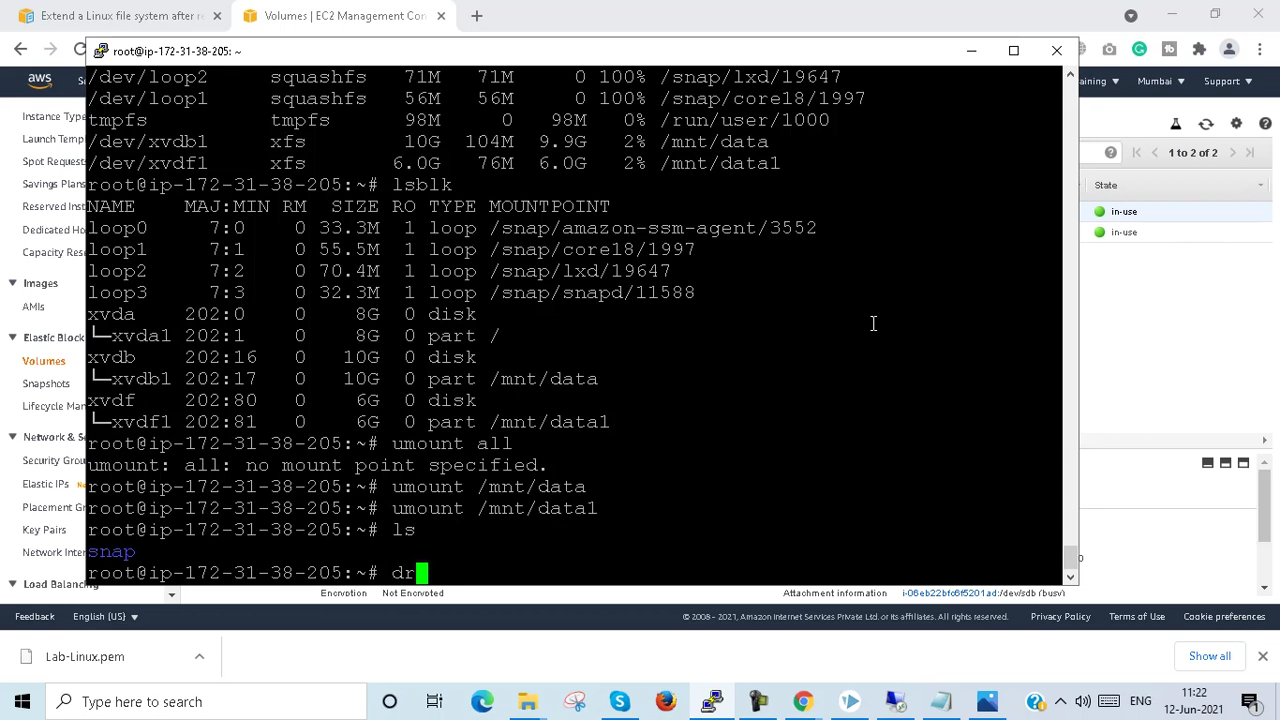 Extend a Linux file system after re
Volumes | EC2 Management Con
root@ip-172-31-38-205: ~
aws
aining
Mumbai
Support
Instance Type
Launch Templ
Spot Requests
Savings Plans
Reserved Inst
Dedicated Ho
Capacity Rese
Images
AMIs
Elastic Block
Volumes
Snapshots
Lifecycle Man
Network & S
Security Grou
Elastic IPs
Placement Gr
Key Pairs
Network Inter
Load Balancing
/dev/loop2 squashfs 71M 71M 0 100% /snap/lxd/19647
/dev/loop1 squashfs 56M 56M 0 100% /snap/core18/1997
tmpfs tmpfs 98M 0 98M 0% /run/user/1000
/dev/xvdb1 xfs 10G 104M 9.9G 2% /mnt/data
/dev/xvdf1 xfs 6.0G 76M 6.0G 2% /mnt/data1
root@ip-172-31-38-205:~# lsblk
NAME MAJ:MIN RM SIZE RO TYPE MOUNTPOINT
loop0 7:0 0 33.3M 1 loop /snap/amazon-ssm-agent/3552
loop1 7:1 0 55.5M 1 loop /snap/core18/1997
loop2 7:2 0 70.4M 1 loop /snap/lxd/19647
loop3 7:3 0 32.3M 1 loop /snap/snapd/11588
xvda 202:0 0 8G 0 disk
└─xvda1 202:1 0 8G 0 part /
xvdb 202:16 0 10G 0 disk
└─xvdb1 202:17 0 10G 0 part /mnt/data
xvdf 202:80 0 6G 0 disk
└─xvdf1 202:81 0 6G 0 part /mnt/data1
root@ip-172-31-38-205:~# umount all
umount: all: no mount point specified.
root@ip-172-31-38-205:~# umount /mnt/data
root@ip-172-31-38-205:~# umount /mnt/data1
root@ip-172-31-38-205:~# ls
snap
root@ip-172-31-38-205:~# dr
1 to 2 of 2
State
in-use
in-use
Encryption Not Encrypted
Attachment information i-06eb22bfc6f5201ad:/dev/sdb (busy)
Feedback English (US)
© 2008 - 2021, Amazon Internet Services Private Ltd. or its affiliates. All rights reserved. Privacy Policy Terms of Use Cookie preferences
Lab-Linux.pem
Show all
Type here to search
ENG
11:22
12-Jun-2021